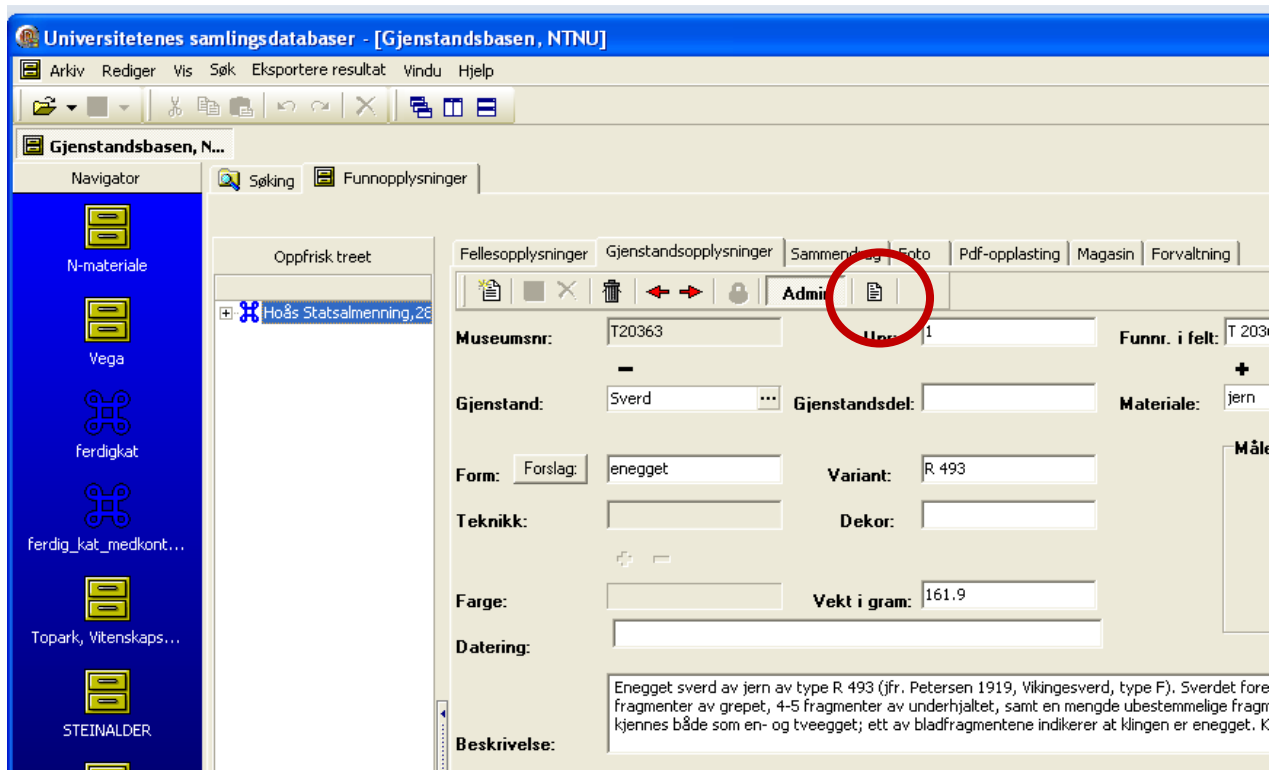 Universitetenes samlingsdatabaser - [Gjenstandsbasen, NTNU]
Arkiv Rediger Vis Søk Eksportere resultat Vindu Hjelp
Gjenstandsbasen, N...
Navigator Søking Funnopplysninger
N-materiale
Vega
ferdigkat
ferdig_kat_medkont...
Topark, Vitenskaps...
STEINALDER
Oppfrisk treet
Hoås Statsalmenning,28
Fellesopplysninger Gjenstandsopplysninger Sammendrag Foto Pdf-opplasting Magasin Forvaltning
Admin
Museumsnr: T20363 Unr: 1 Funnr. i felt: T 203
Gjenstand: Sverd ... Gjenstandsdel: Materiale: jern
Måle
Form: Forslag: enegget Variant: R 493
Teknikk: Dekor:
Farge: Vekt i gram: 161.9
Datering:
Enegget sverd av jern av type R 493 (jfr. Petersen 1919, Vikingesverd, type F). Sverdet fore
fragmenter av grepet, 4-5 fragmenter av underhjaltet, samt en mengde ubestemmelige fragm
kjennes både som en- og tveegget; ett av bladfragmentene indikerer at klingen er enegget. K
Beskrivelse: